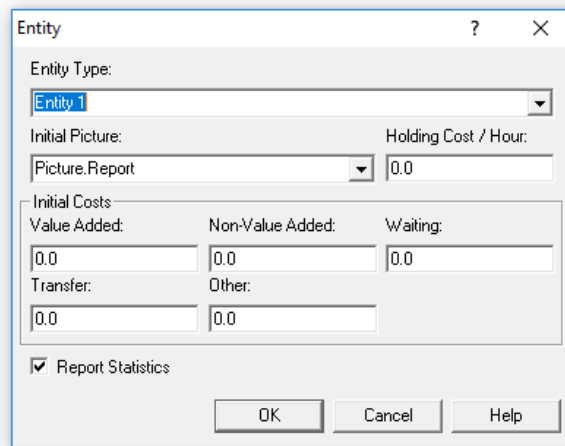 Entity ?
Entity Type:
Entity 1
Initial Picture: Holding Cost / Hour:
Picture.Report 0.0
Initial Costs
Value Added: Non-Value Added: Waiting:
0.0 0.0 0.0
Transfer: Other:
0.0 0.0
Report Statistics
OK Cancel Help